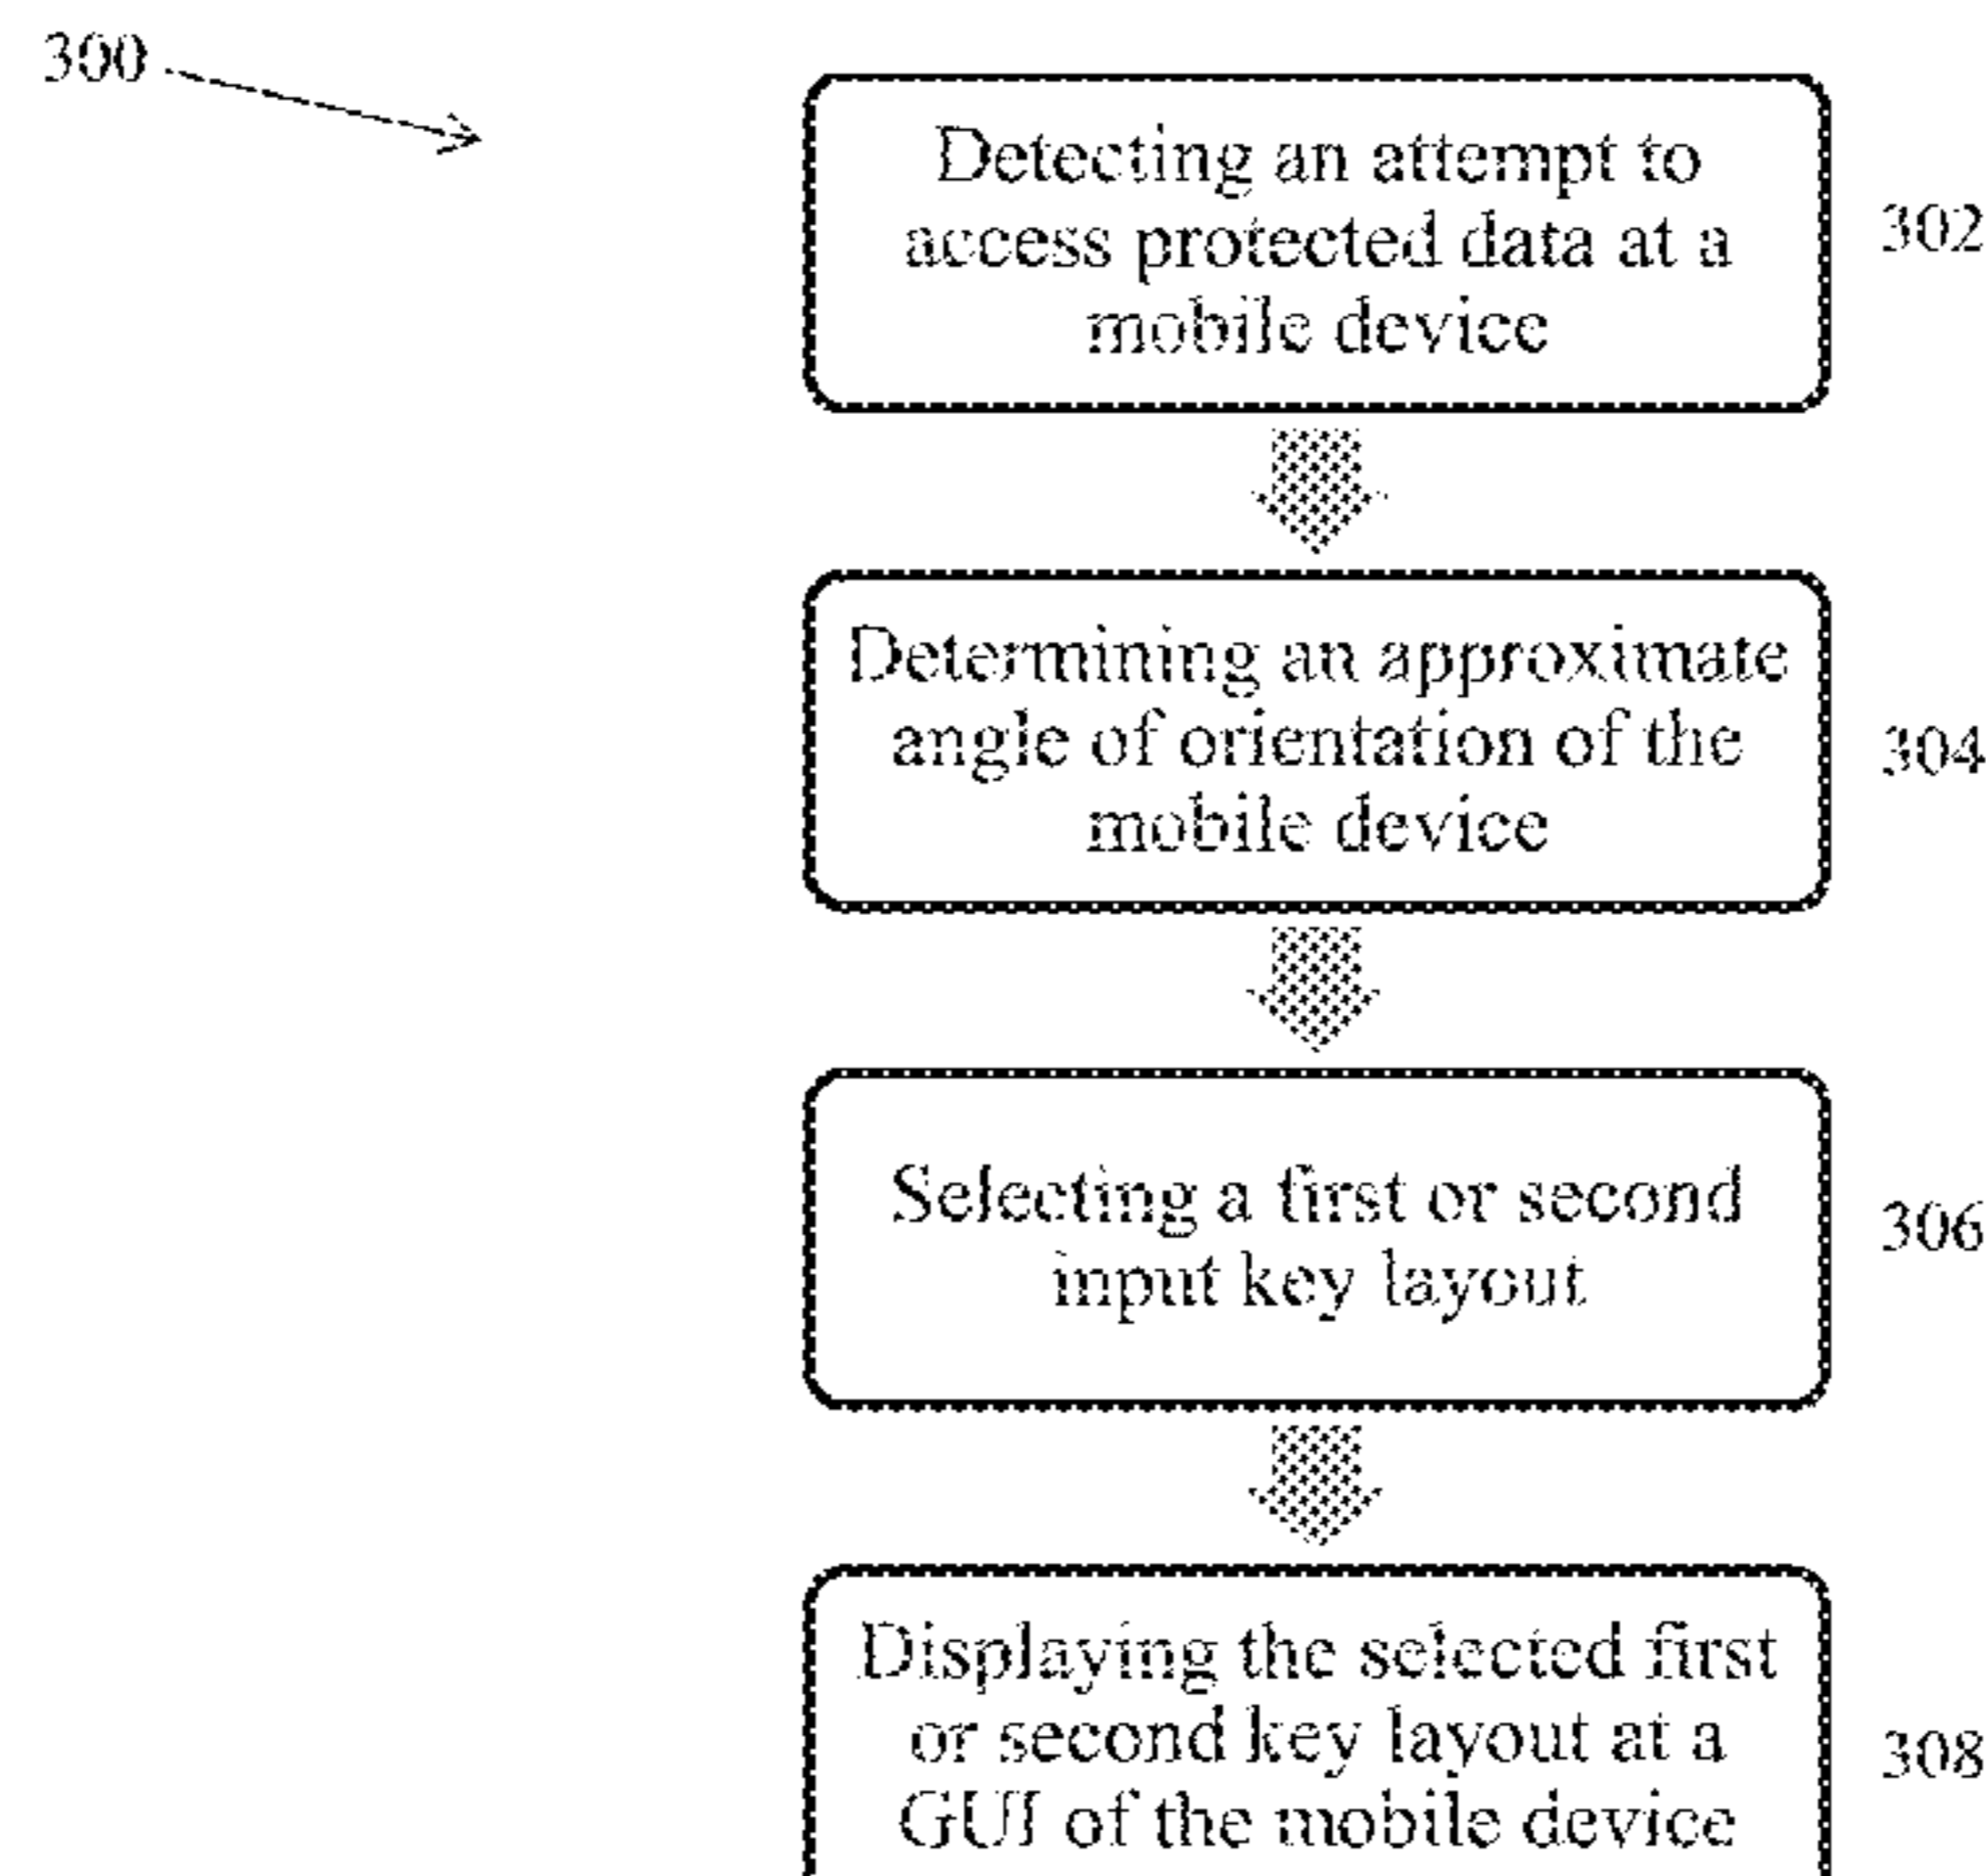 300
Detecting an attempt to
access protected data at a
mobile device
302
Determining an approximate
angle of orientation of the
mobile device
304
Selecting a first or second
input key layout
306
Displaying the selected first
or second key layout at a
GUI of the mobile device
308